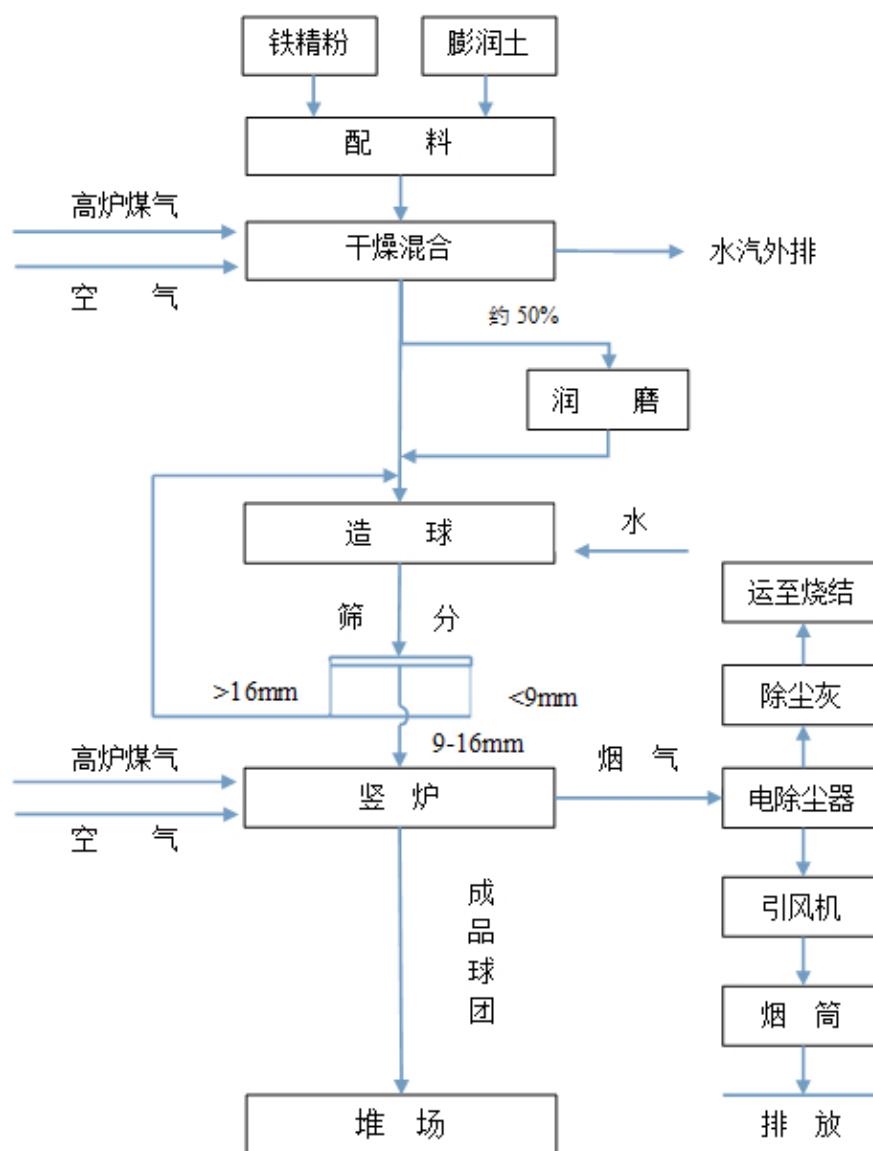 铁精粉
膨润土
配 料
高炉煤气
干燥混合
水汽外排
空 气
约 50%
润 磨
造 球
水
运至烧结
筛 分
>16mm
<9mm
除尘灰
9-16mm
高炉煤气
烟 气
竖 炉
电除尘器
空 气
成
品
球
团
引风机
烟 筒
堆 场
排 放